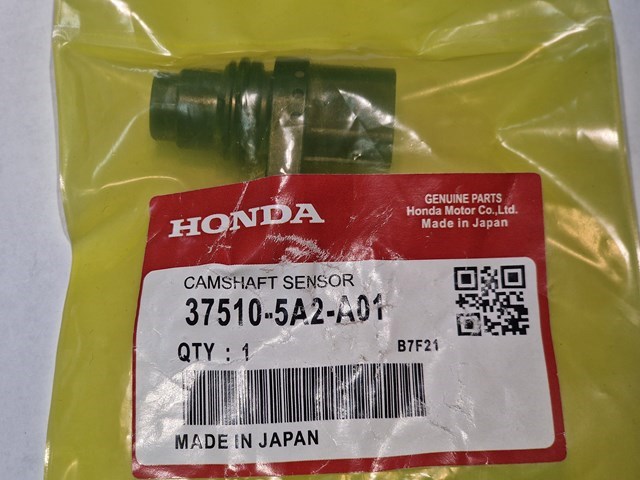 HONDA
GENUINE PARTS
Honda Motor Co.,Ltd.
Made in Japan
CAMSHAFT SENSOR
37510-5A2-A01
QTY : 1
B7F21
MADE IN JAPAN